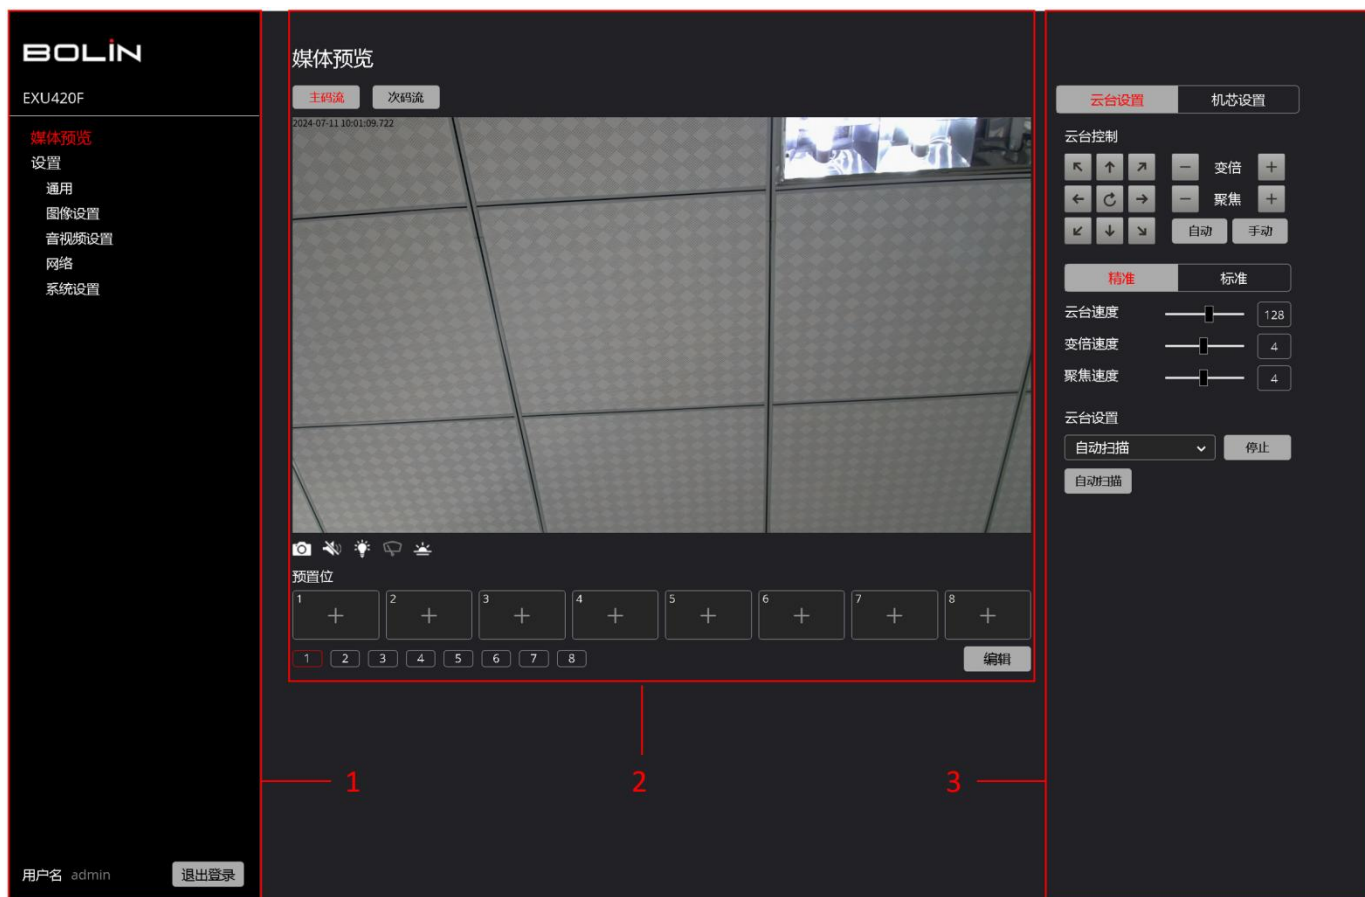 BOLIN
EXU420F
媒体预览
设置
通用
图像设置
音视频设置
网络
系统设置
用户名 admin 退出登录
1
媒体预览
主码流 次码流
2024-07-11 10:01:09.722
预置位
1 2 3 4 5 6 7 8
1 2 3 4 5 6 7 8 编辑
2
云台设置 机芯设置
云台控制
变倍
聚焦
自动 手动
精准 标准
云台速度 128
变倍速度 4
聚焦速度 4
云台设置
自动扫描 停止
自动扫描
3